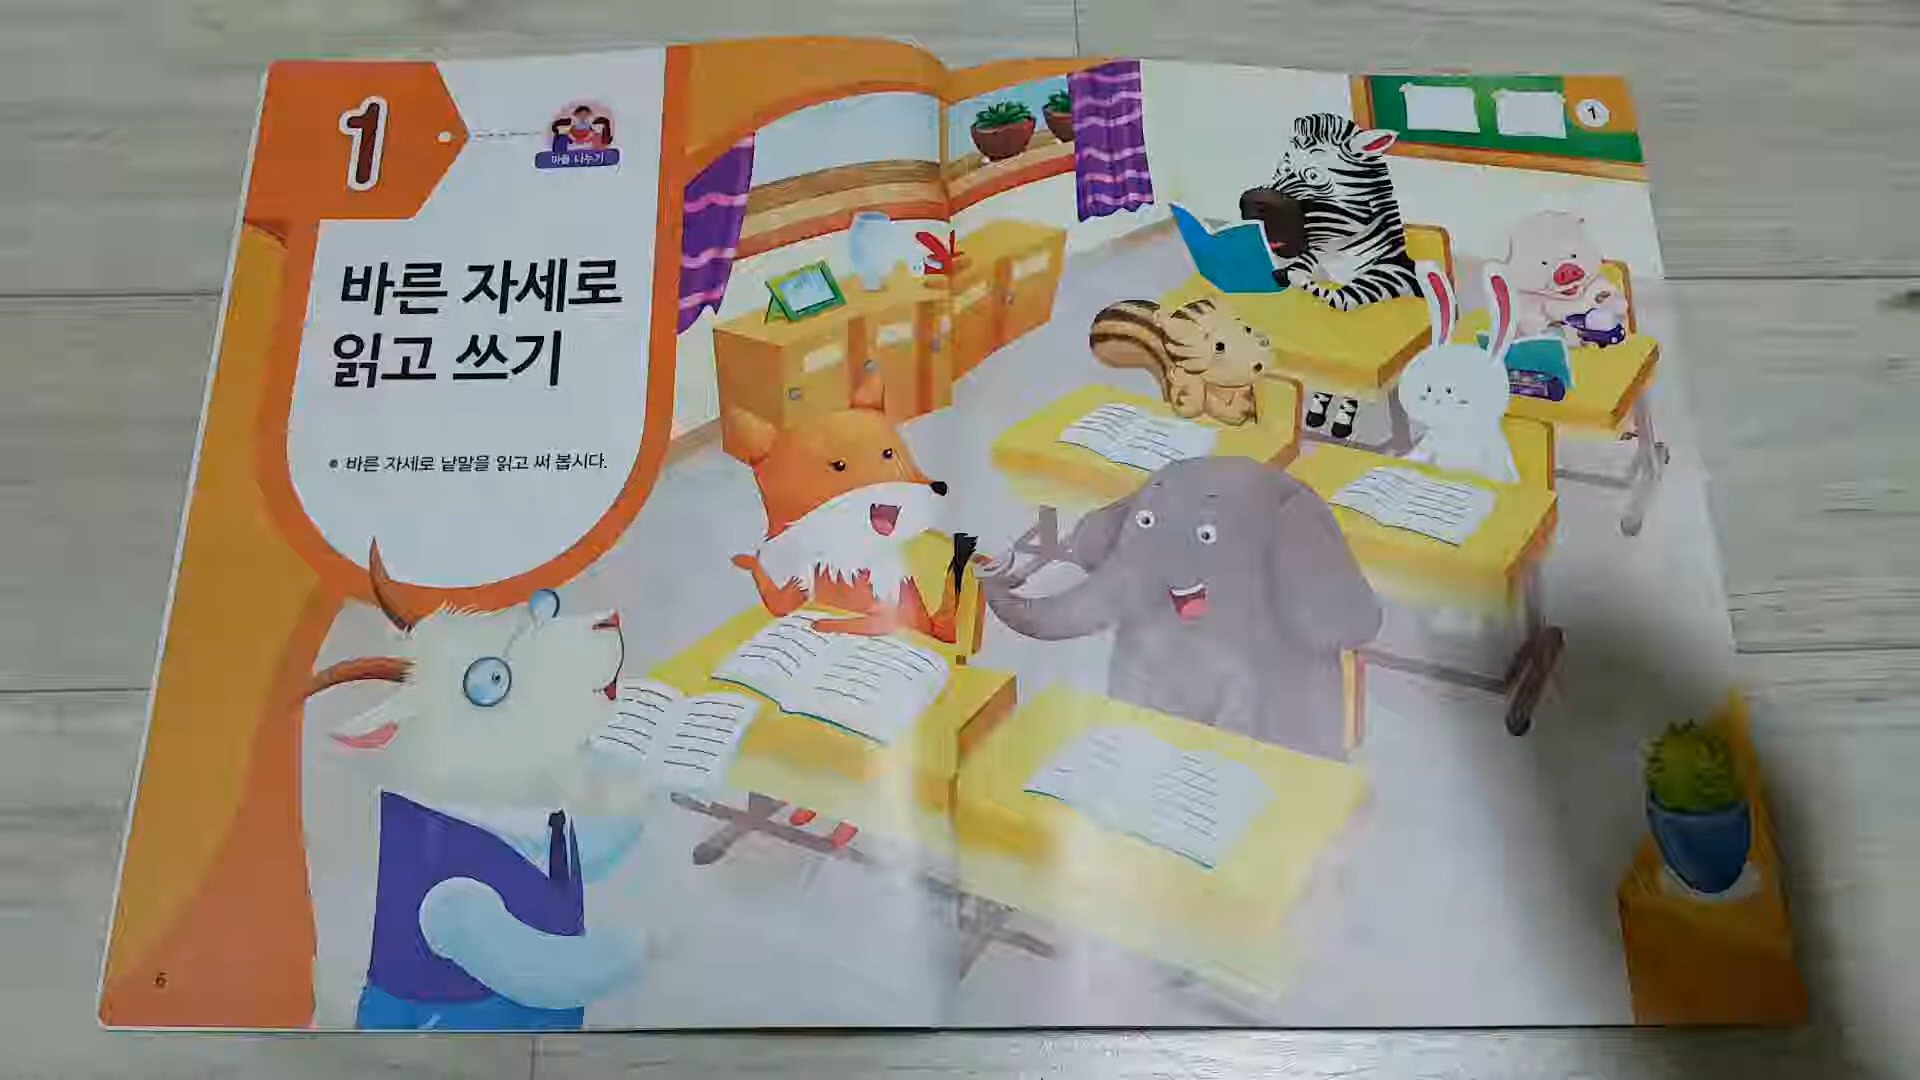 1
마음 나누기
바른 자세로
읽고 쓰기
• 바른 자세로 낱말을 읽고 써 봅시다.
1
6